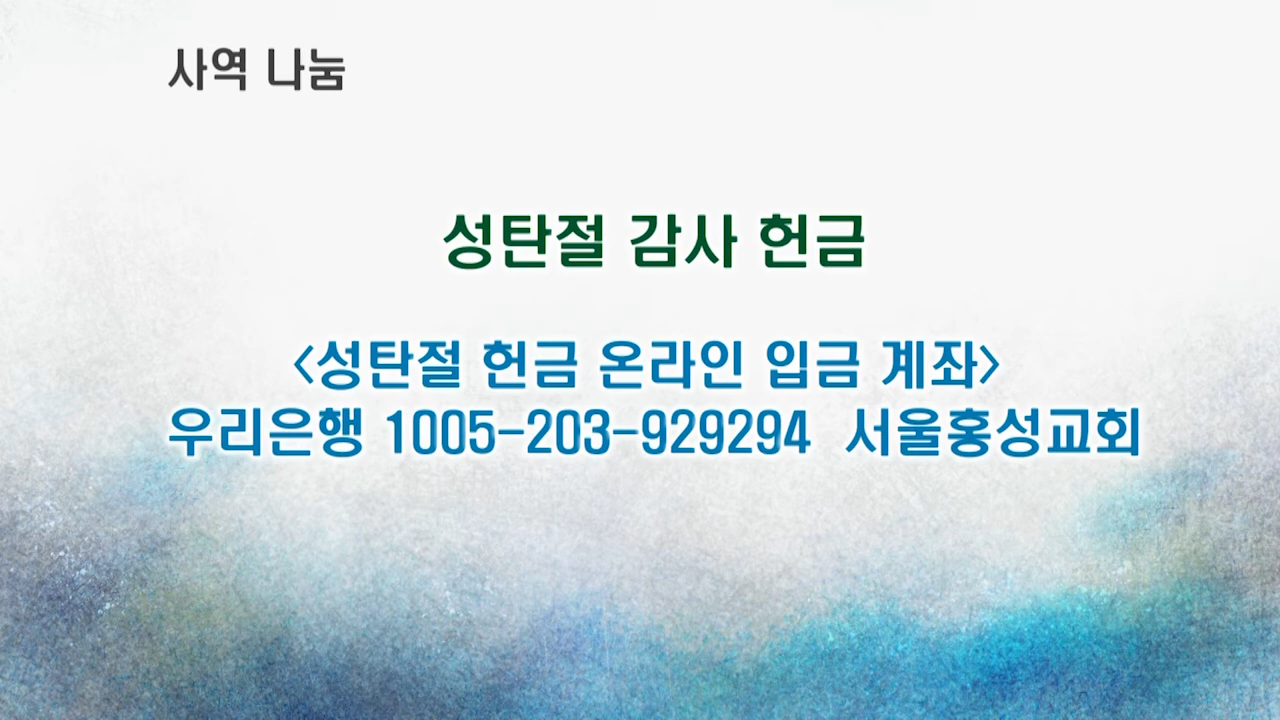 사역 나눔
성탄절 감사 헌금
<성탄절 헌금 온라인 입금 계좌>
우리은행 1005-203-929294 서울홍성교회